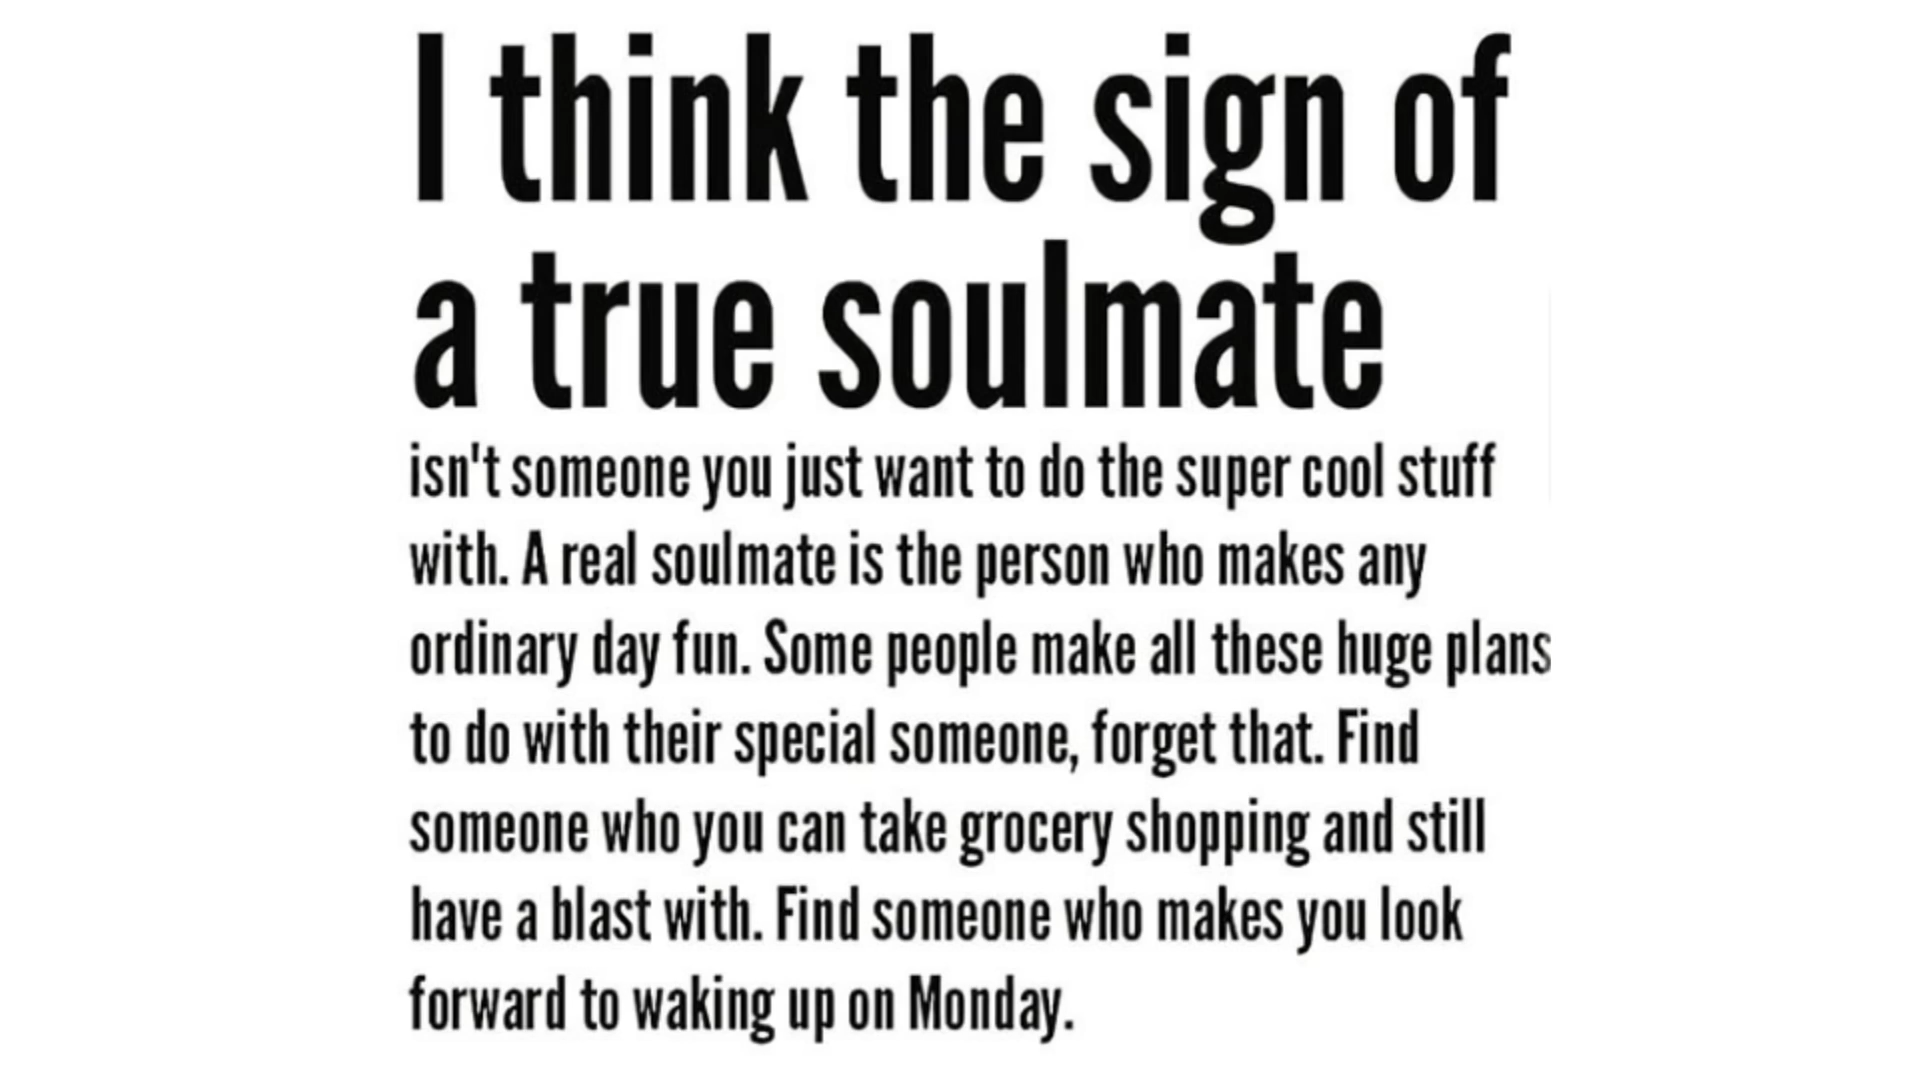 I think the sign of
a true soulmate
isn't someone you just want to do the super cool stuff
with. A real soulmate is the person who makes any
ordinary day fun. Some people make all these huge plans
to do with their special someone, forget that. Find
someone who you can take grocery shopping and still
have a blast with. Find someone who makes you look
forward to waking up on Monday.